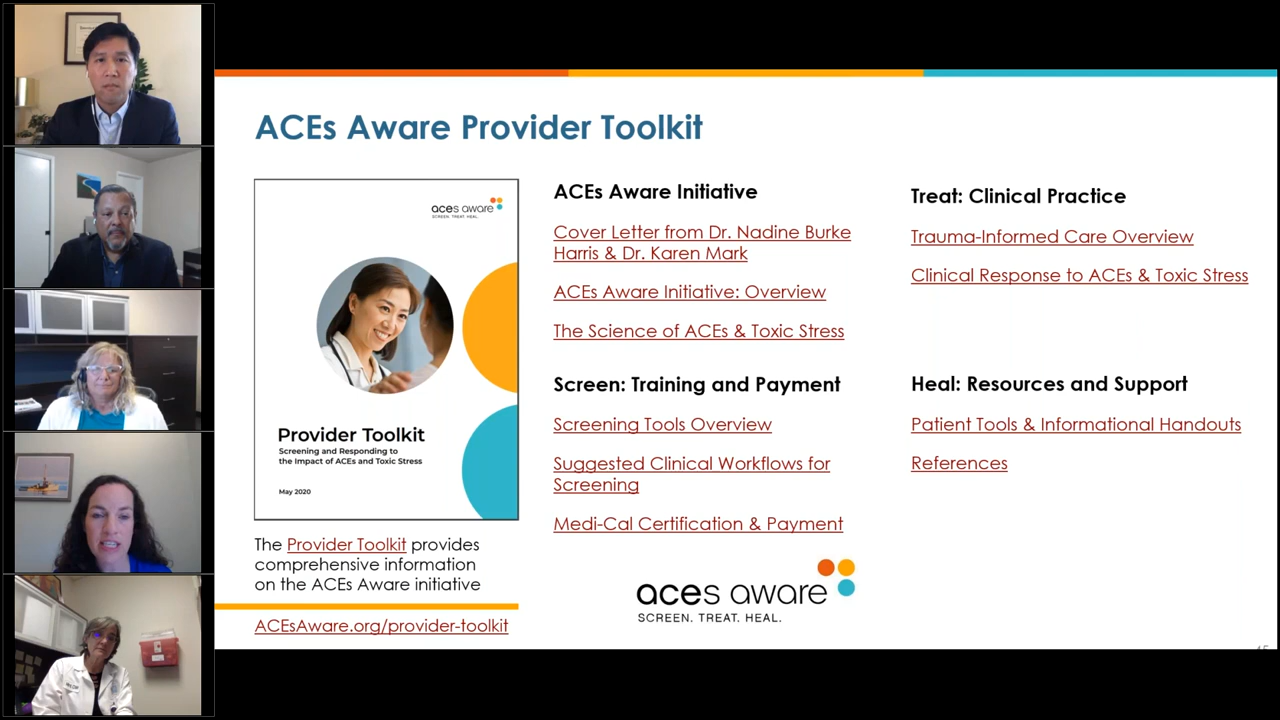 ACEs Aware Provider Toolkit
aces aware
SCREEN. TREAT. HEAL.
Provider Toolkit
Screening and Responding to
the Impact of ACEs and Toxic Stress
May 2020
The Provider Toolkit provides
comprehensive information
on the ACEs Aware initiative
ACEsAware.org/provider-toolkit
ACEs Aware Initiative
Cover Letter from Dr. Nadine Burke
Harris & Dr. Karen Mark
ACEs Aware Initiative: Overview
The Science of ACEs & Toxic Stress
Screen: Training and Payment
Screening Tools Overview
Suggested Clinical Workflows for
Screening
Medi-Cal Certification & Payment
Treat: Clinical Practice
Trauma-Informed Care Overview
Clinical Response to ACEs & Toxic Stress
Heal: Resources and Support
Patient Tools & Informational Handouts
References
aces aware
SCREEN. TREAT. HEAL.